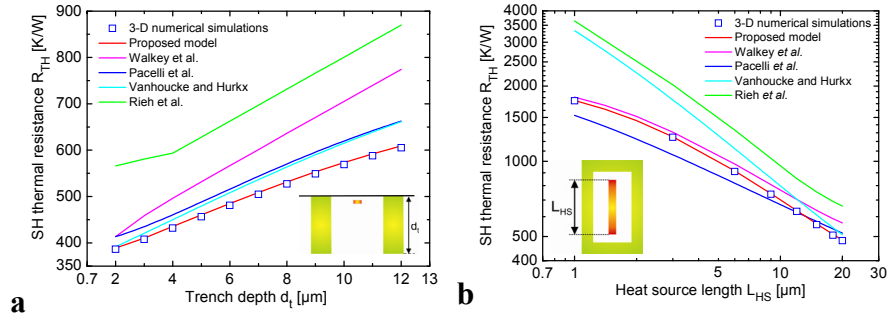 a
SH thermal resistance R_TH [K/W]
900
800
700
600
500
450
400
350
3-D numerical simulations
Proposed model
Walkey et al.
Pacelli et al.
Vanhoucke and Hurkx
Rieh et al.
d_t
0.7 2 4 6 8 10 12 13
Trench depth d_t [µm]
b
SH thermal resistance R_TH [K/W]
4000
3500
3000
2500
2000
1500
1000
500
400
3-D numerical simulations
Proposed model
Walkey et al.
Pacelli et al.
Vanhoucke and Hurkx
Rieh et al.
L_HS
0.7 1 5 10 20 30
Heat source length L_HS [µm]